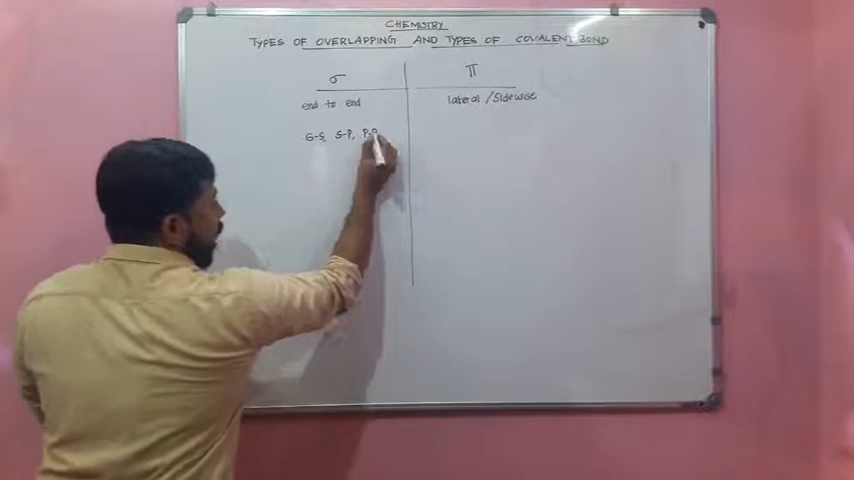 CHEMISTRY
TYPES OF OVERLAPPING AND TYPES OF COVALENT BOND
σ π
end to end lateral / Sidewise
S-S, S-P, P-P